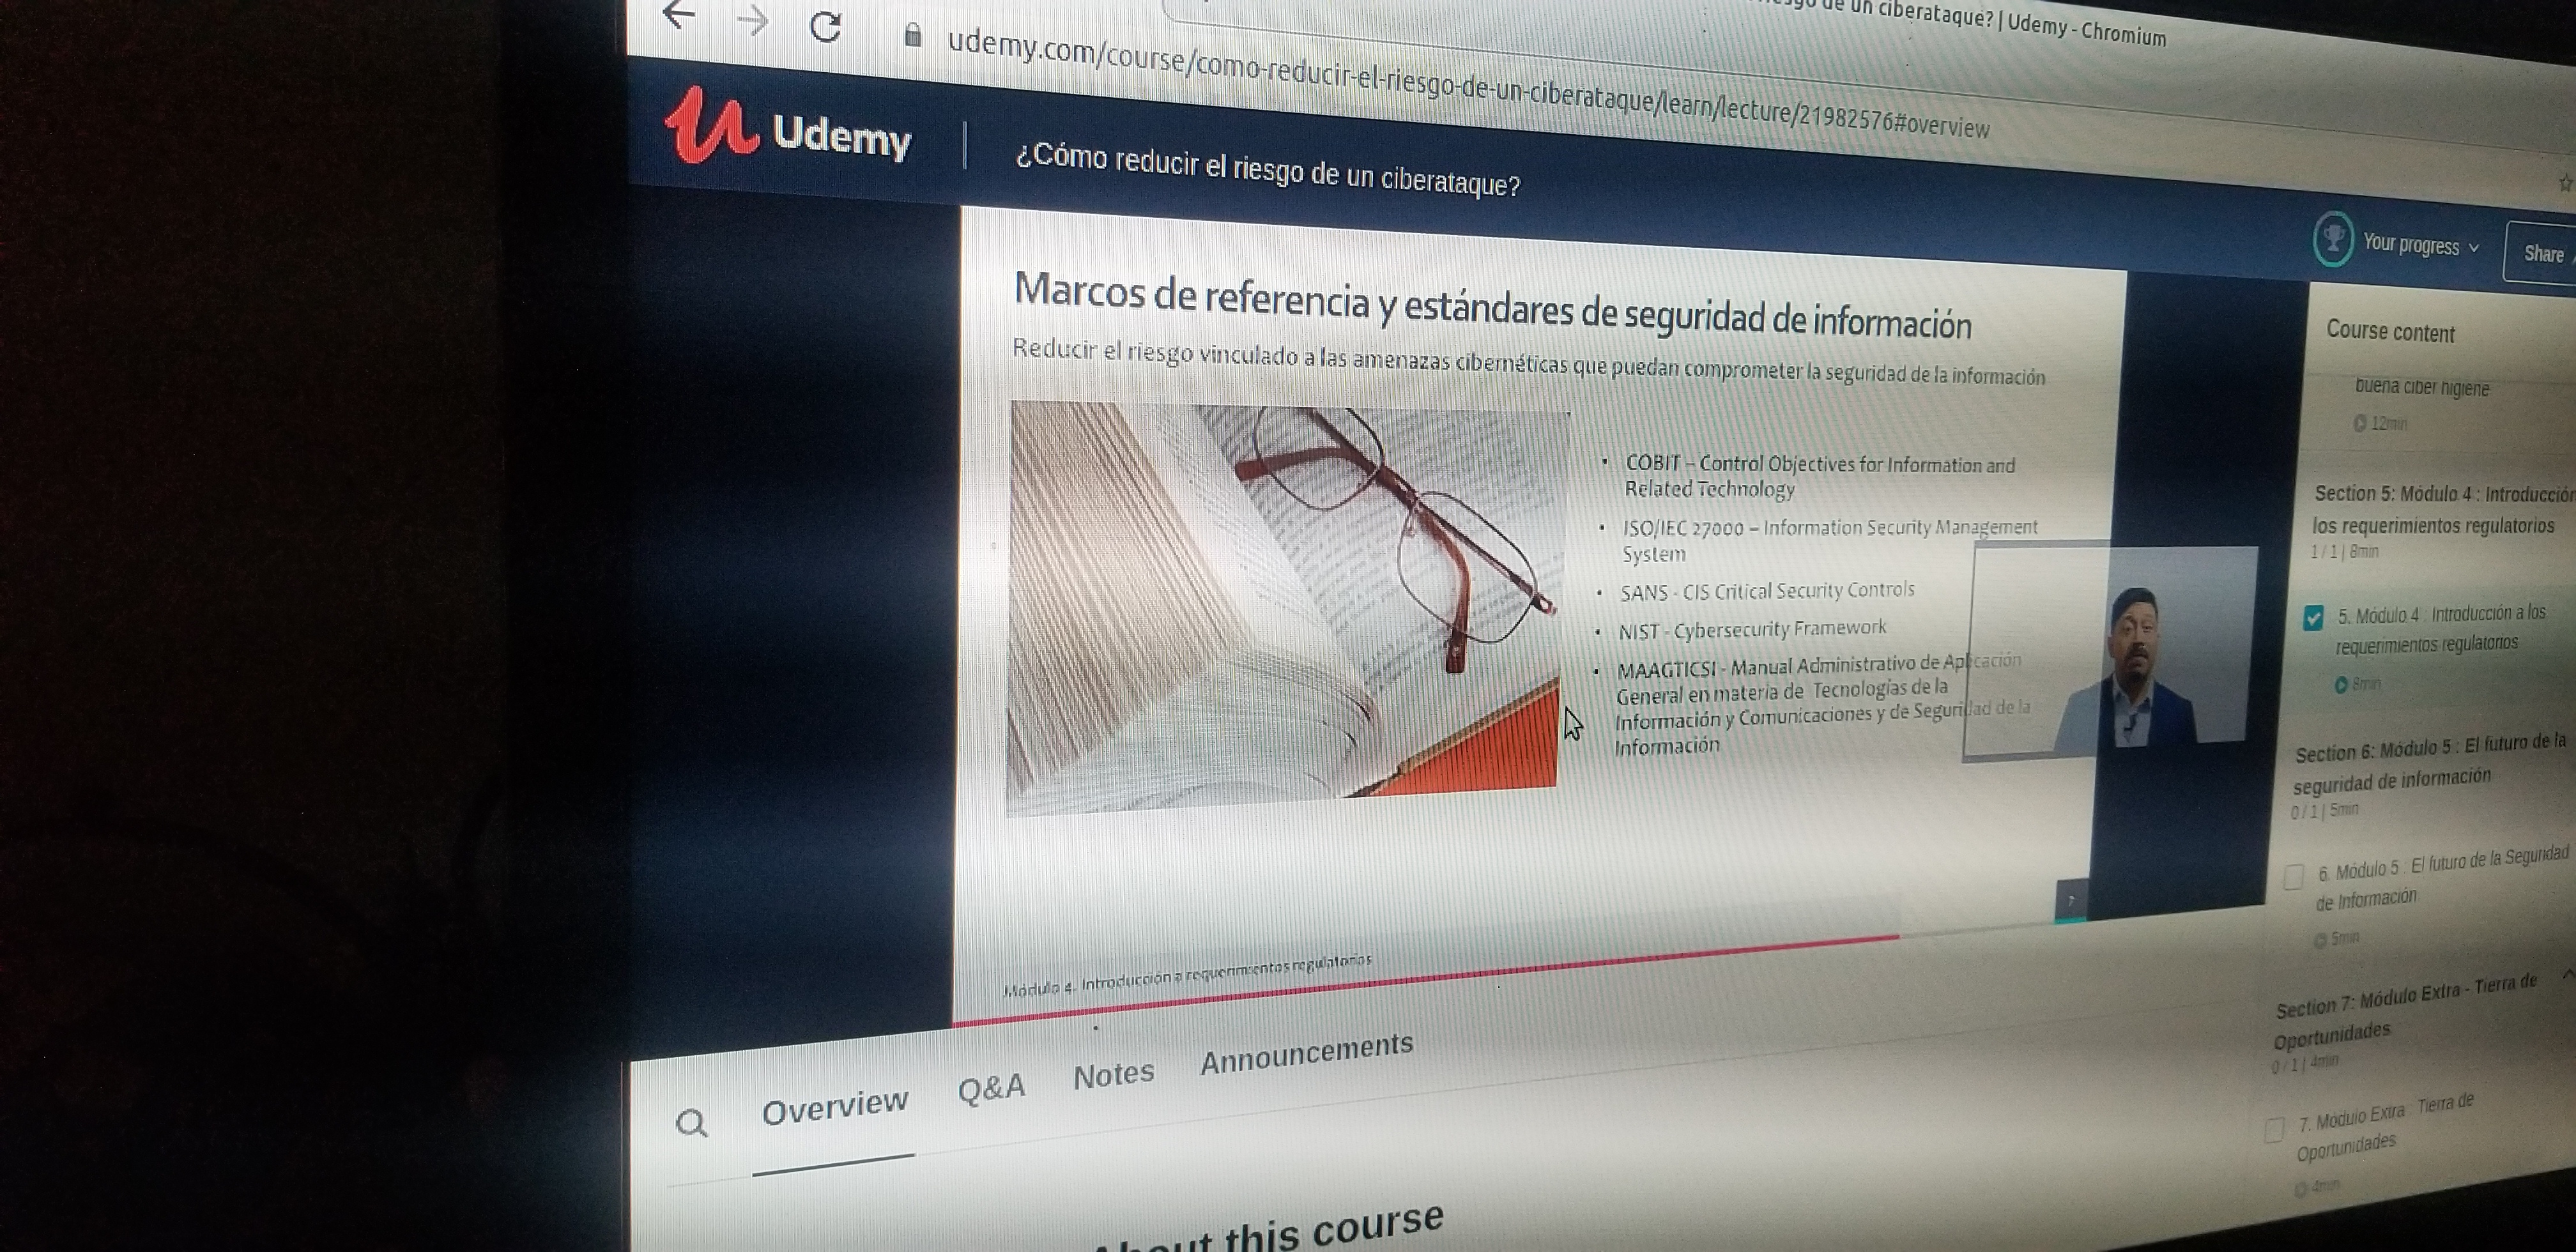 de un ciberataque? | Udemy - Chromium
udemy.com/course/como-reducir-el-riesgo-de-un-ciberataque/learn/lecture/21982576#overview
Udemy
¿Cómo reducir el riesgo de un ciberataque?
Your progress
Share
Marcos de referencia y estándares de seguridad de información
Reducir el riesgo vinculado a las amenazas cibernéticas que puedan comprometer la seguridad de la información
• COBIT – Control Objectives for Information and
Related Technology
• ISO/IEC 27000 – Information Security Management
System
• SANS - CIS Critical Security Controls
• NIST - Cybersecurity Framework
• MAAGTICSI - Manual Administrativo de Aplicación
General en materia de Tecnologías de la
Información y Comunicaciones y de Seguridad de la
Información
7
Módulo 4. Introducción a requerimientos regulatorios
Course content
buena ciber higiene
12min
Section 5: Módulo 4 : Introducción
los requerimientos regulatorios
1 / 1 | 8min
5. Módulo 4 : Introducción a los
requerimientos regulatorios
8min
Section 6: Módulo 5 : El futuro de la
seguridad de información
0 / 1 | 5min
6. Módulo 5 : El futuro de la Seguridad
de Información
5min
Section 7: Módulo Extra - Tierra de
Oportunidades
0 / 1 | 4min
7. Módulo Extra : Tierra de
Oportunidades
4min
Overview
Q&A
Notes
Announcements
About this course